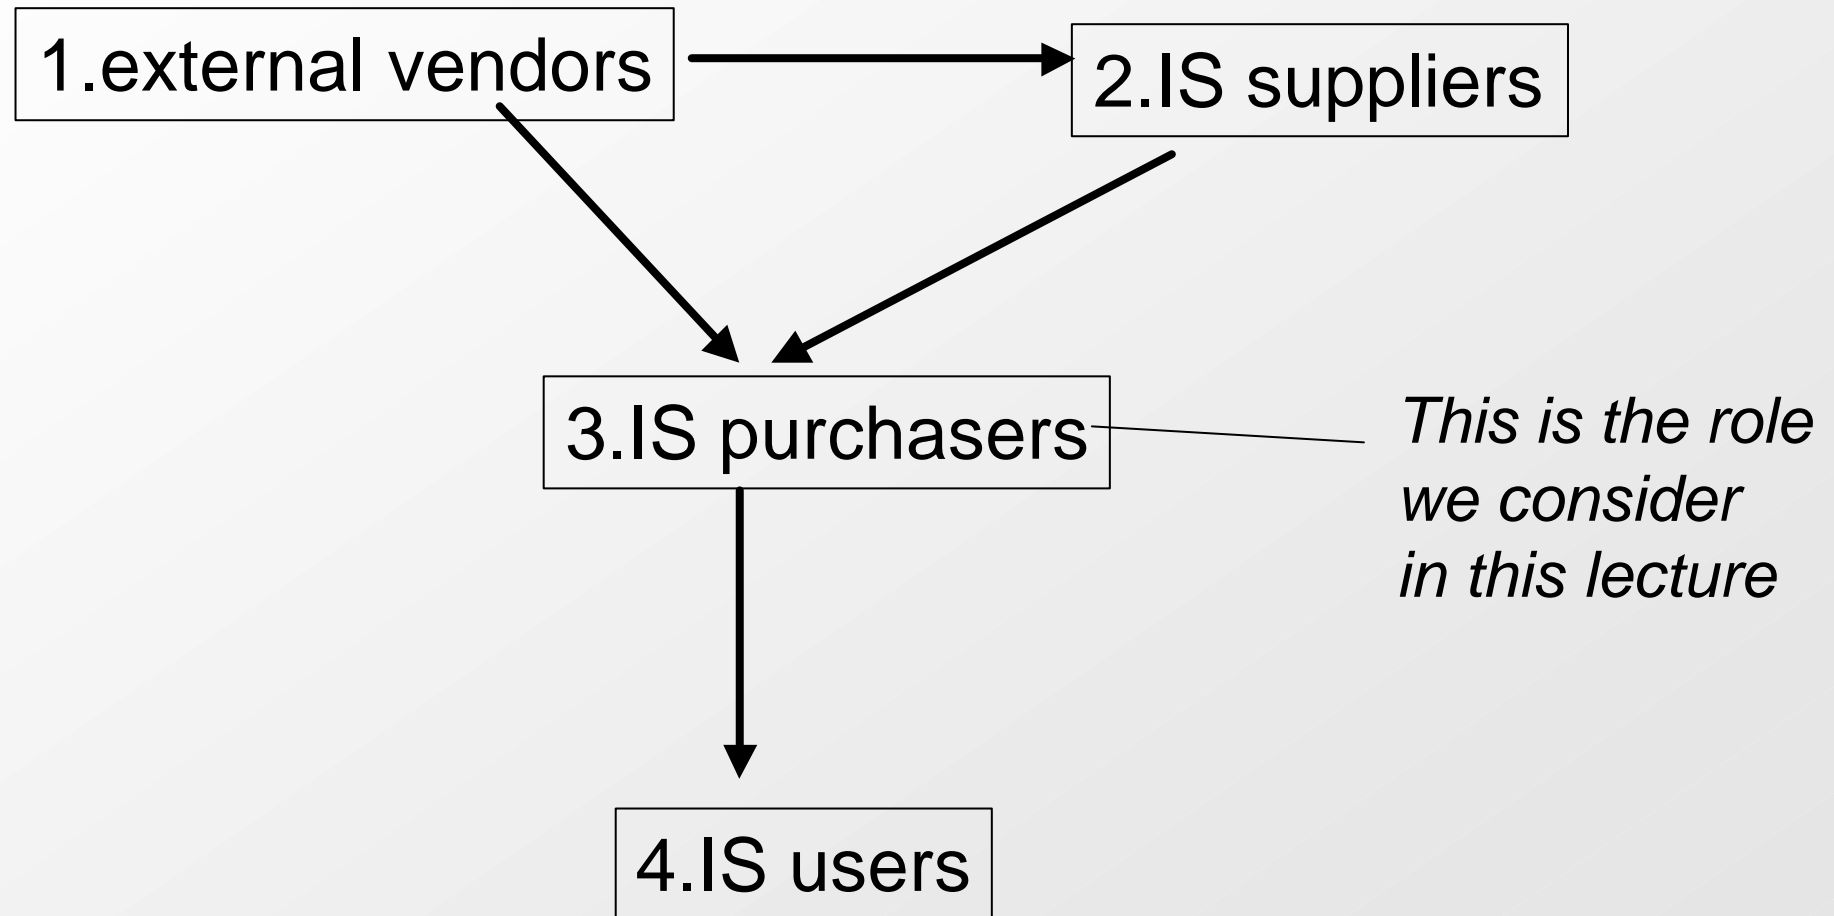 1.external vendors
2.IS suppliers
3.IS purchasers
This is the role
we consider
in this lecture
4.IS users